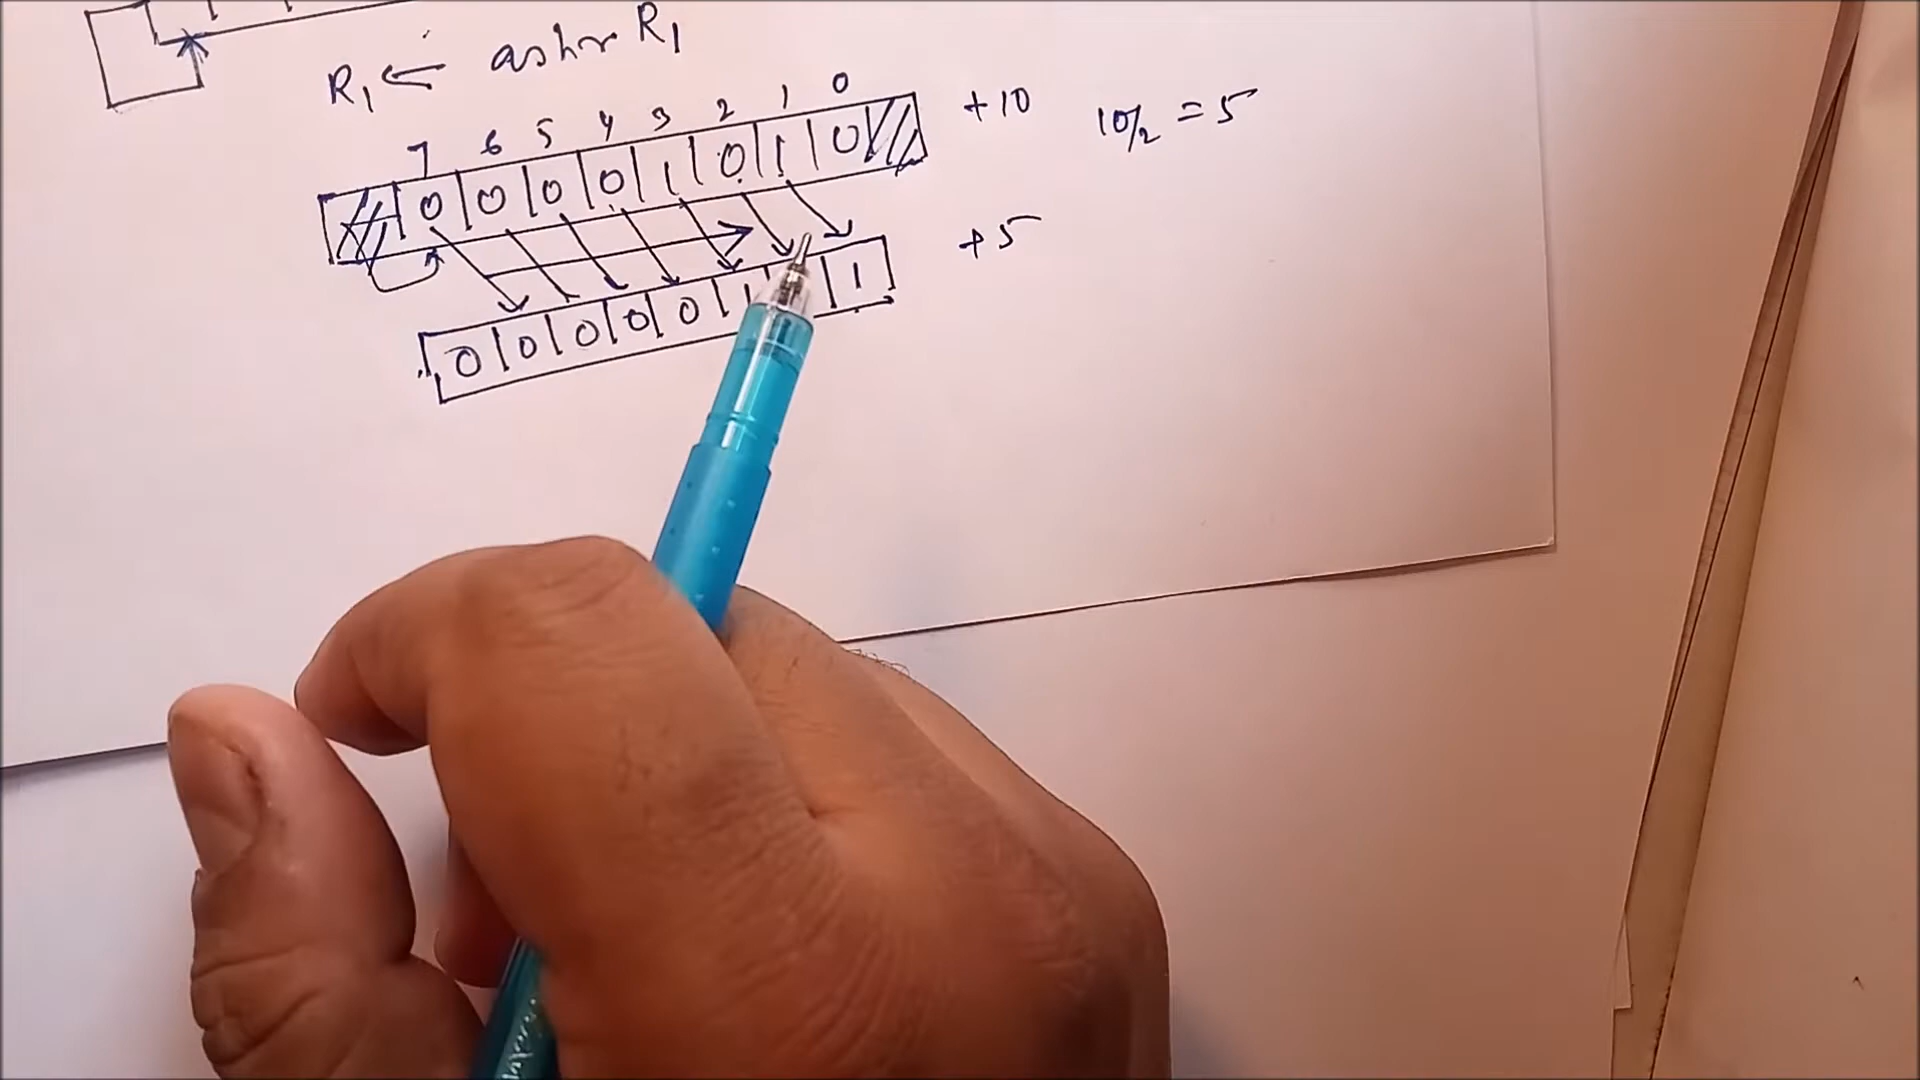 R₁ ← ashr R₁
7 6 5 4 3 2 1 0
0 0 0 0 1 0 1 0 +10 10/2 = 5
0 0 0 0 0 1 1 +5